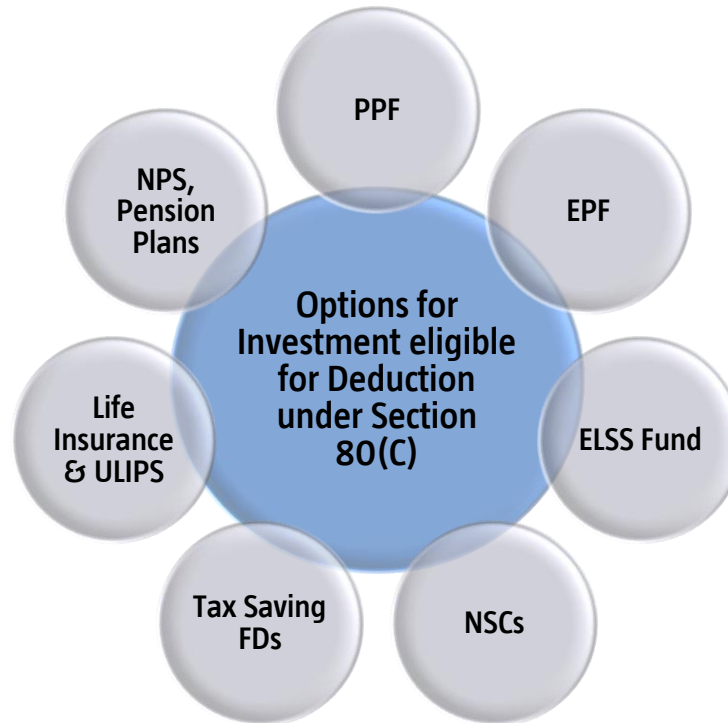 PPF
EPF
ELSS Fund
NSCs
Tax Saving
FDs
Life
Insurance
& ULIPS
NPS,
Pension
Plans
Options for
Investment eligible
for Deduction
under Section
80(C)